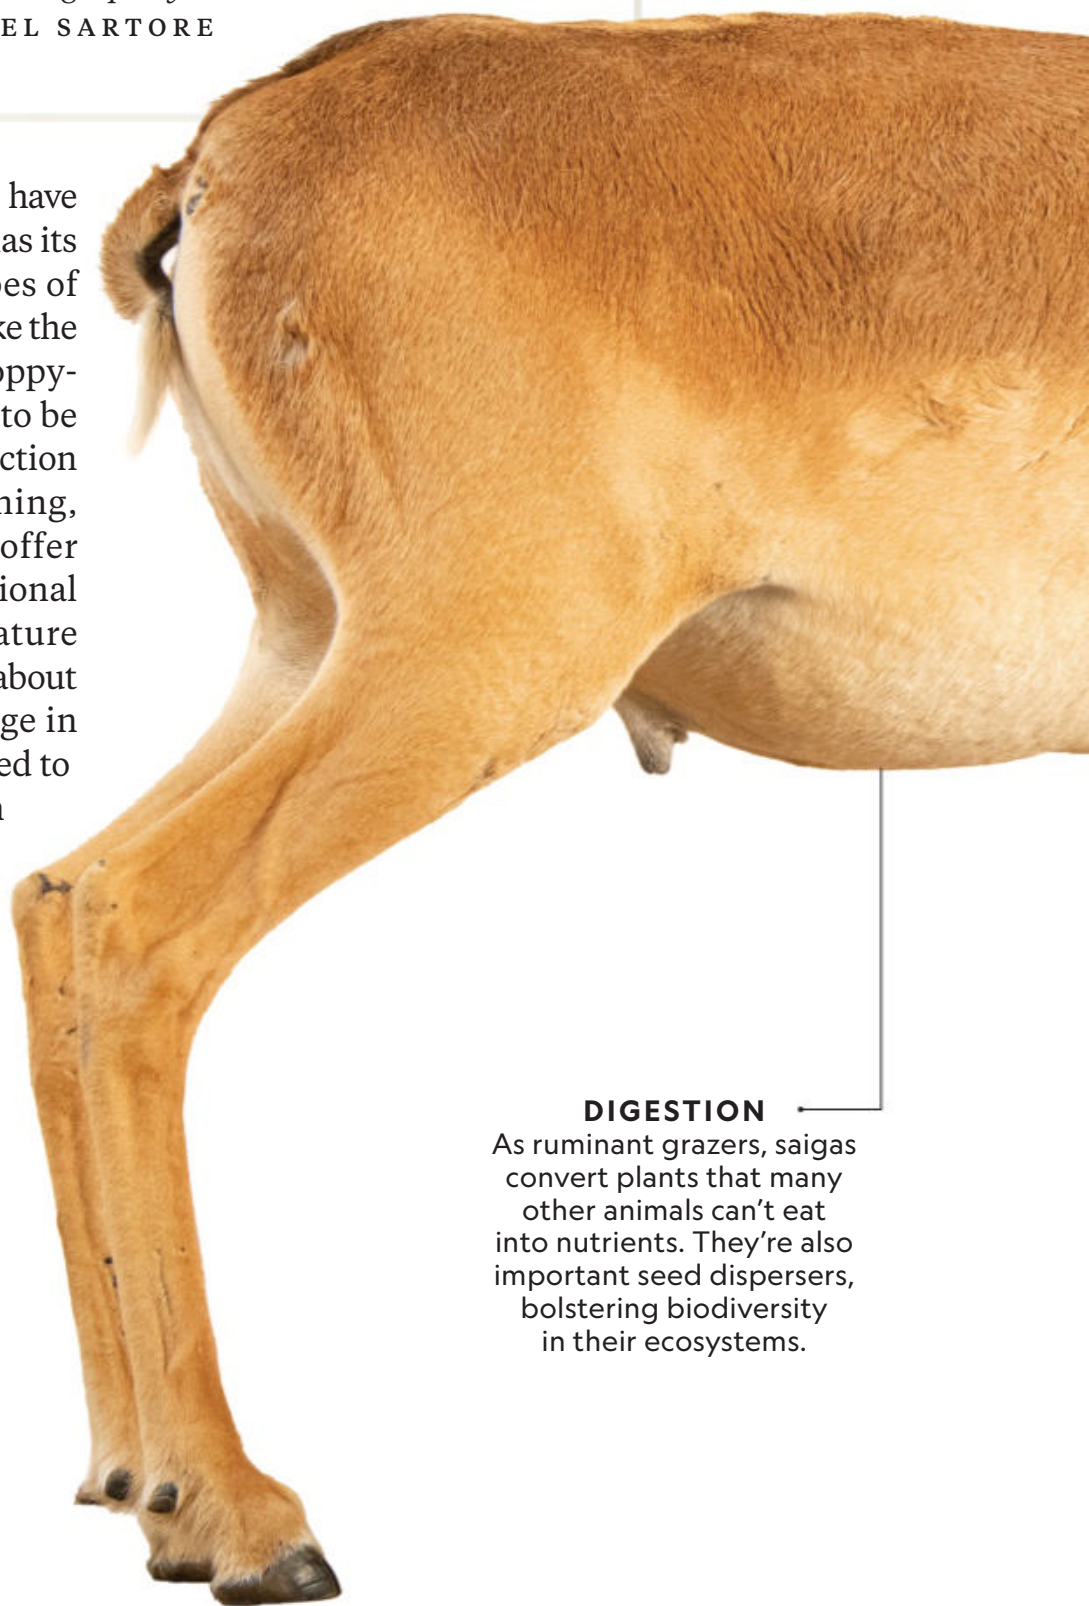 EL SARTORE
have
as its
es of
ke the
oppy-
to be
ction
ning,
offer
ional
ature
about
ge in
ed to
DIGESTION
As ruminant grazers, saigas
convert plants that many
other animals can’t eat
into nutrients. They’re also
important seed dispersers,
bolstering biodiversity
in their ecosystems.